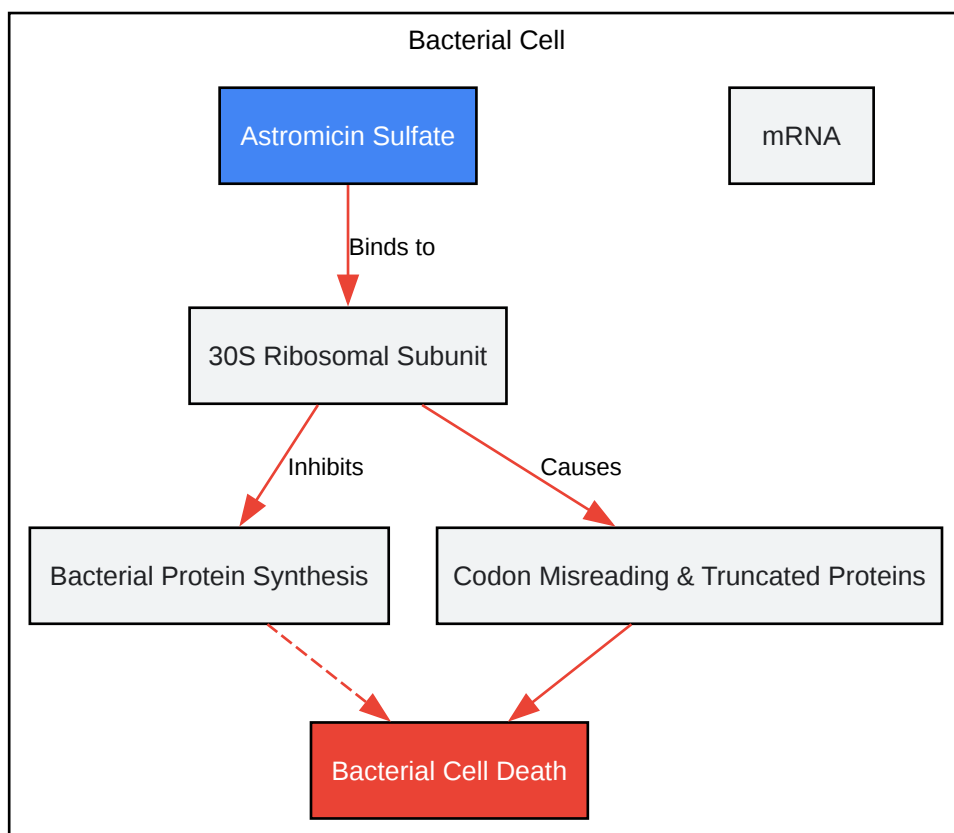 Bacterial Cell
Astromicin Sulfate
mRNA
Binds to
30S Ribosomal Subunit
Inhibits
Causes
Bacterial Protein Synthesis
Codon Misreading & Truncated Proteins
Bacterial Cell Death